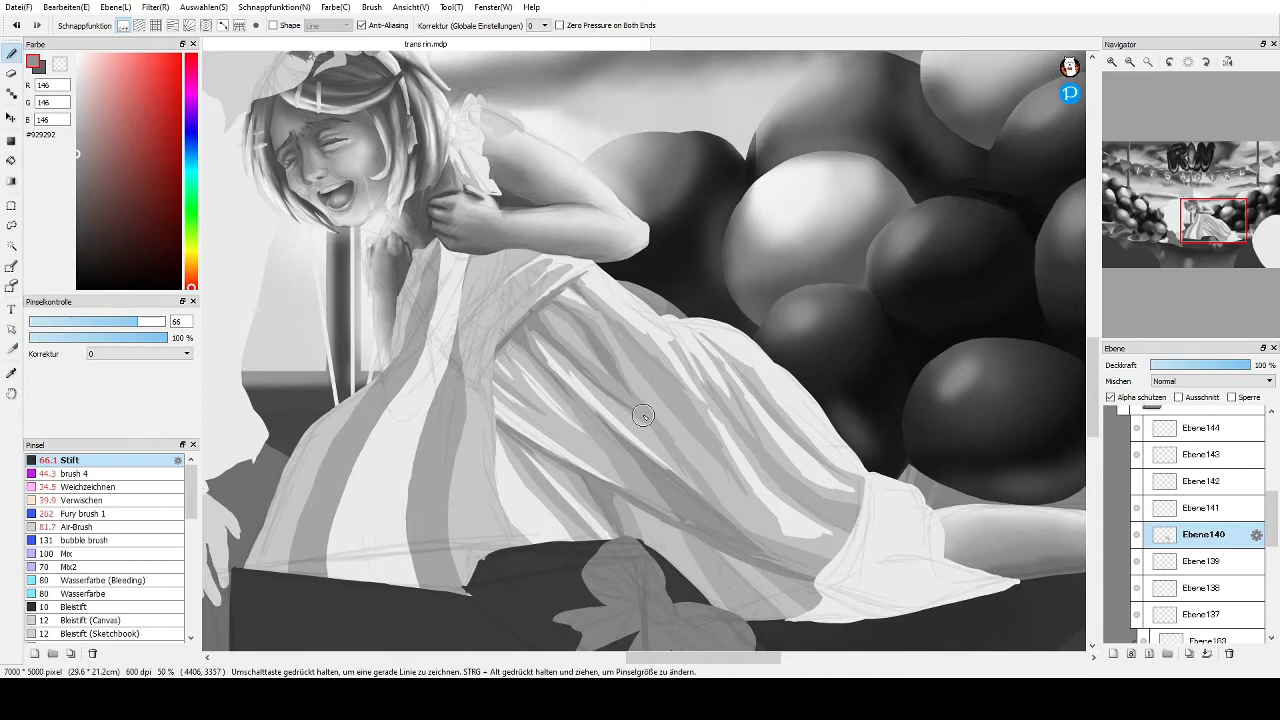 Datei(F) Bearbeiten(E) Ebene(L) Filter(R) Auswählen(S) Schnappfunktion(N) Farbe(C) Brush Ansicht(V) Tool(T) Fenster(W) Help
Schnappfunktion Shape Line Anti-Aliasing Korrektur (Globale Einstellungen) 0 Zero Pressure on Both Ends
Farbe
trans rin.mdp
Navigator
R 146
G 146
B 146
#929292
RIN
Pinselkontrolle
66
100 %
Korrektur 0
Ebene
Deckkraft 100 %
Mischen Normal
Alpha schützen Ausschnitt Sperre
Ebene144
Ebene143
Ebene142
Ebene141
Ebene140
Ebene139
Ebene138
Ebene137
Pinsel
66.1 Stift
44.3 brush 4
34.5 Weichzeichnen
39.9 Verwischen
262 Fury brush 1
81.7 Air-Brush
131 bubble brush
100 Mix
70 Mix2
80 Wasserfarbe (Bleeding)
80 Wasserfarbe
10 Bleistift
12 Bleistift (Canvas)
12 Bleistift (Sketchbook)
7000 * 5000 pixel (29.6 * 21.2cm) 600 dpi 50 % ( 4406, 3357 ) Umschalttaste gedrückt halten, um eine gerade Linie zu zeichnen. STRG + Alt gedrückt halten und ziehen, um Pinselgröße zu ändern.